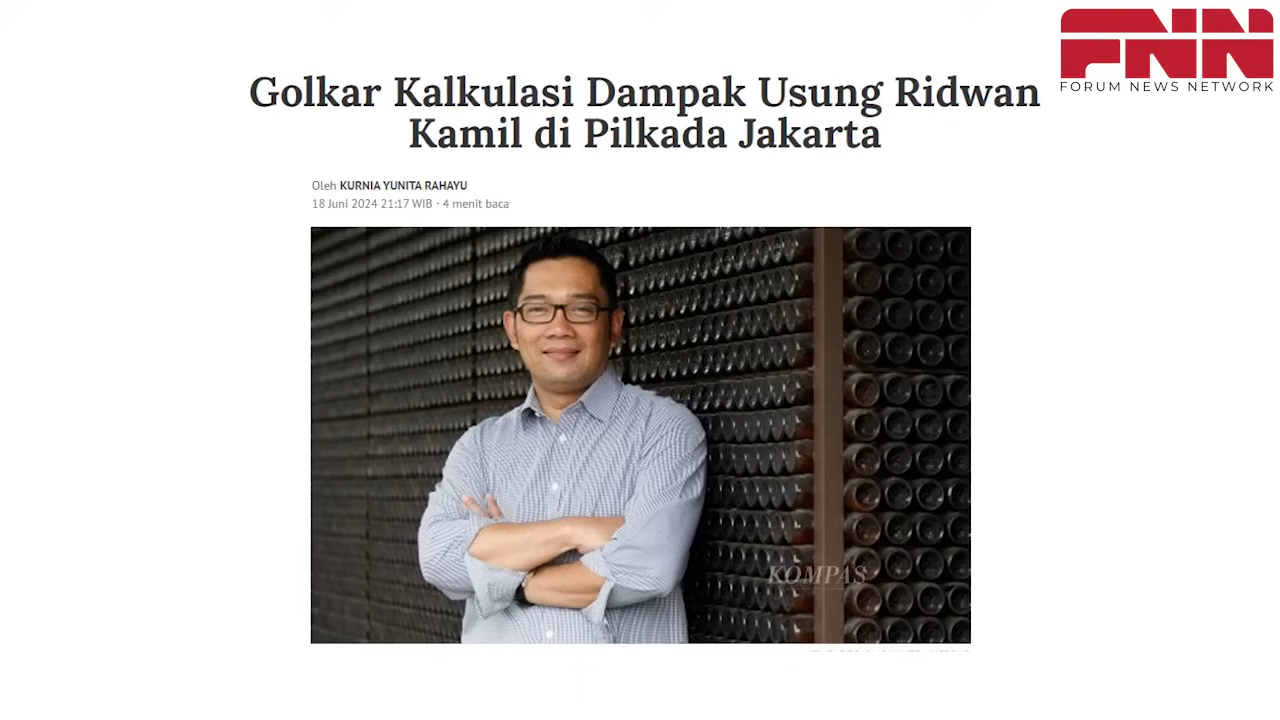 FNN
FORUM NEWS NETWORK
Golkar Kalkulasi Dampak Usung Ridwan
Kamil di Pilkada Jakarta
Oleh KURNIA YUNITA RAHAYU
18 Juni 2024 21:17 WIB · 4 menit baca
KOMPAS